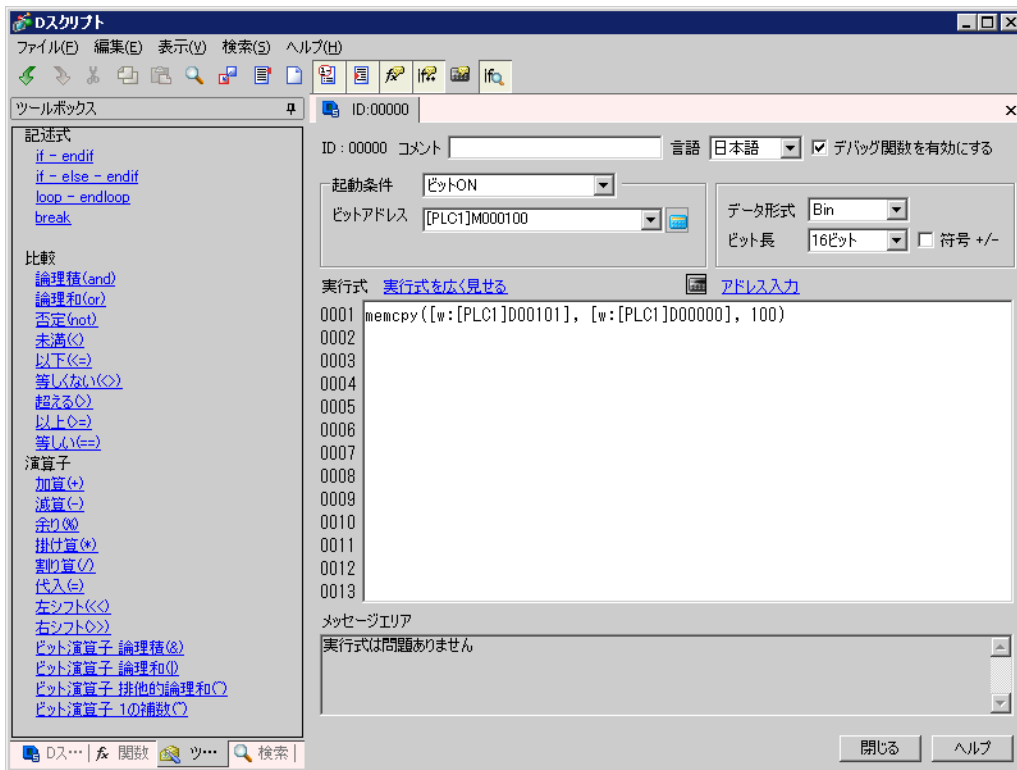 Dスクリプト
ファイル(F) 編集(E) 表示(V) 検索(S) ヘルプ(H)
ツールボックス
ID:00000
記述式
if - endif
if - else - endif
loop - endloop
break
比較
論理積(and)
論理和(or)
否定(not)
未満(<)
以下(<=)
等しくない(<>)
超える(>)
以上(>=)
等しい(==)
演算子
加算(+)
減算(-)
余り(%)
掛け算(*)
割り算(/)
代入(=)
左シフト(<<)
右シフト(>>)
ビット演算子 論理積(&)
ビット演算子 論理和(|)
ビット演算子 排他的論理和(^)
ビット演算子 1の補数(~)
Dス… fx 関数 ツ… 検索
ID : 00000 コメント 言語 日本語 デバッグ関数を有効にする
起動条件 ビットON
ビットアドレス [PLC1]M000100
データ形式 Bin
ビット長 16ビット 符号 +/-
実行式 実行式を広く見せる アドレス入力
0001 memcpy([w:[PLC1]D00101], [w:[PLC1]D00000], 100)
0002
0003
0004
0005
0006
0007
0008
0009
0010
0011
0012
0013
メッセージエリア
実行式は問題ありません
閉じる ヘルプ